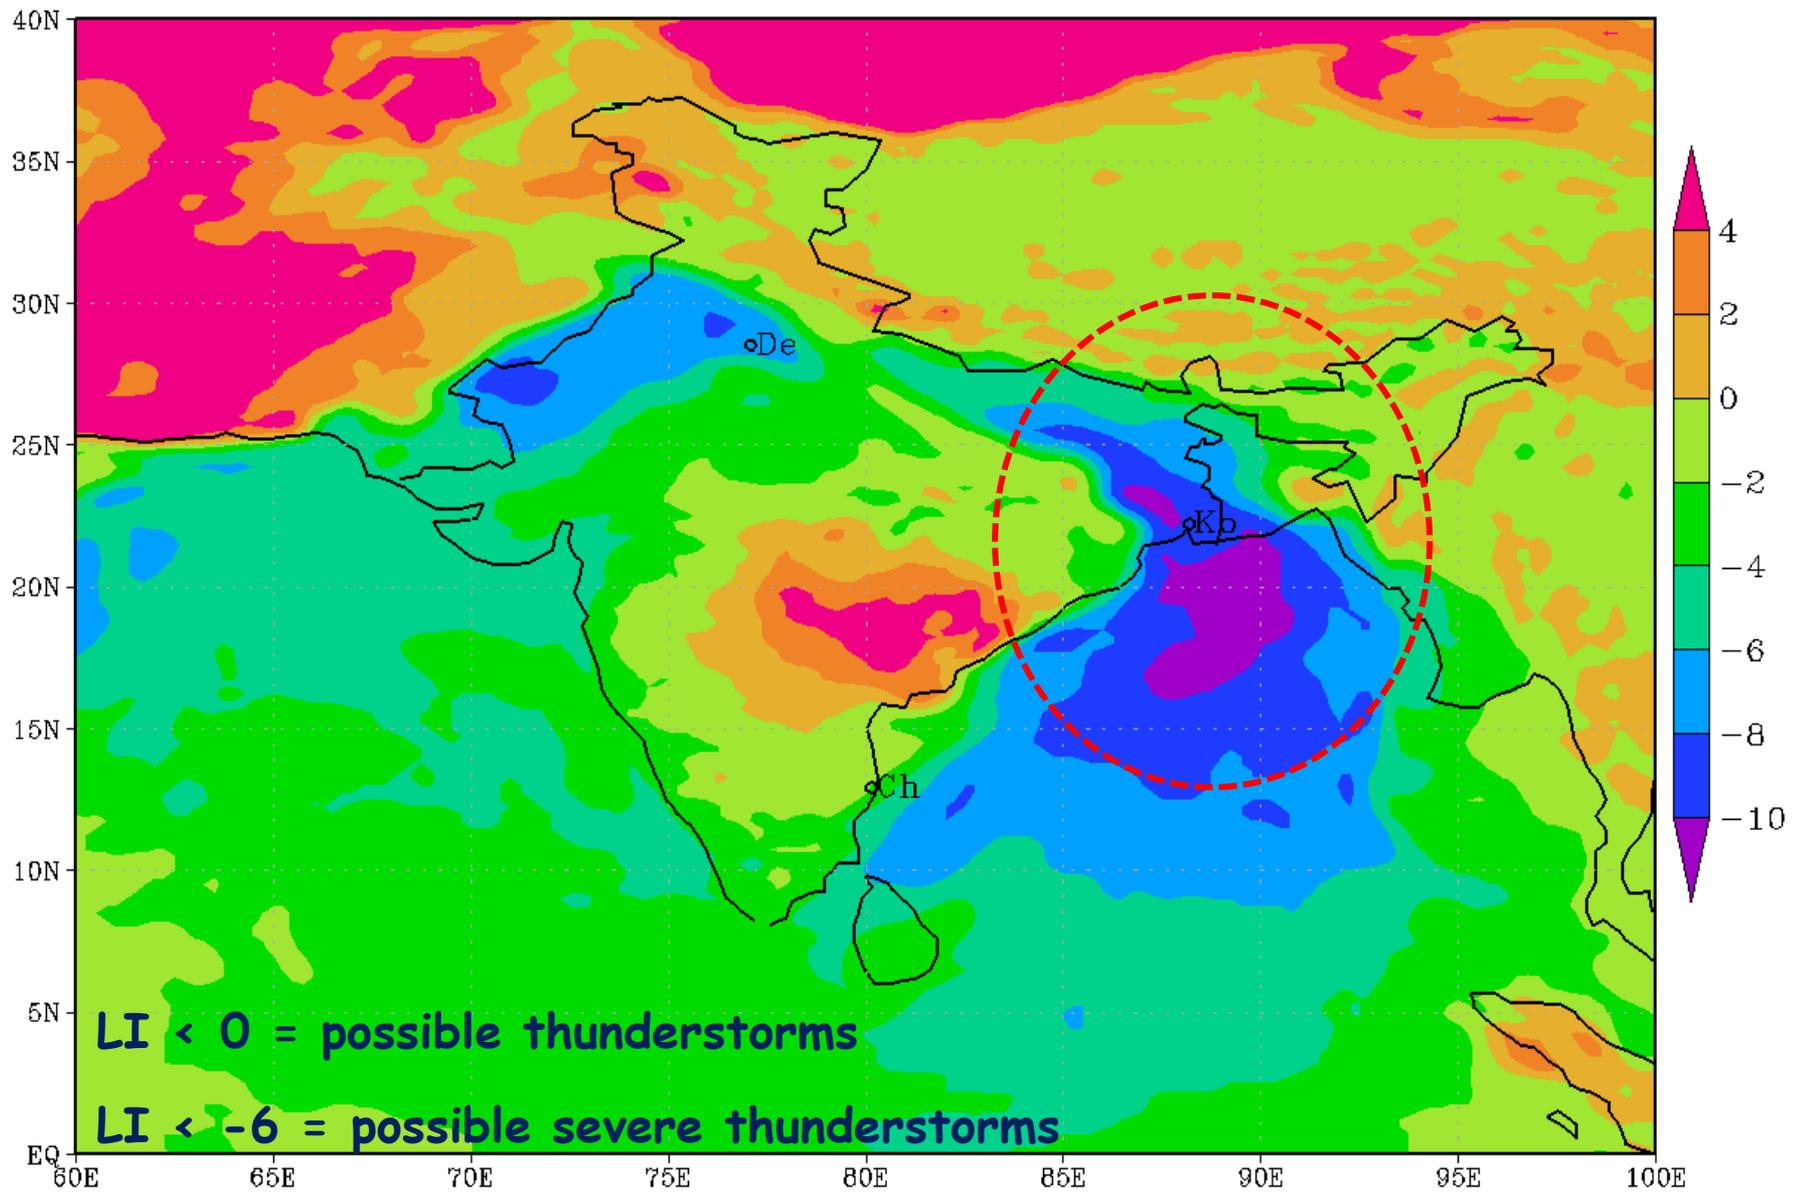 40N
35N
30N
25N
20N
15N
10N
5N
EQ
60E 65E 70E 75E 80E 85E 90E 95E 100E
De
Ko
Ch
LI < 0 = possible thunderstorms
LI < -6 = possible severe thunderstorms
4
2
0
-2
-4
-6
-8
-10